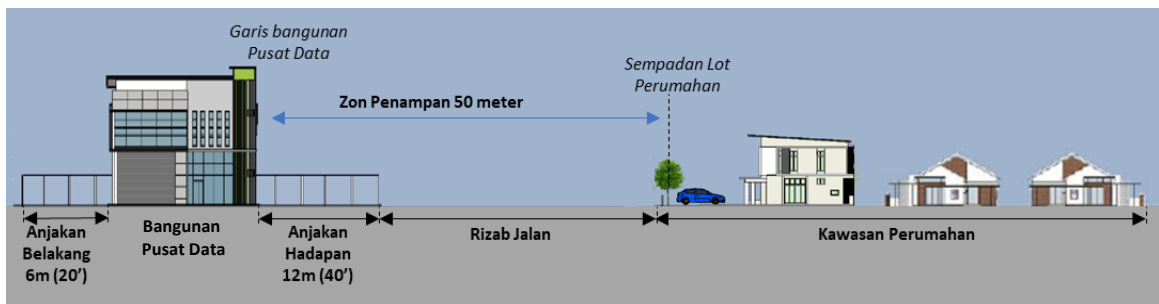 Garis bangunan
Pusat Data
Sempadan Lot
Perumahan
Zon Penampan 50 meter
Anjakan
Belakang
6m (20’)
Bangunan
Pusat Data
Anjakan
Hadapan
12m (40’)
Rizab Jalan
Kawasan Perumahan